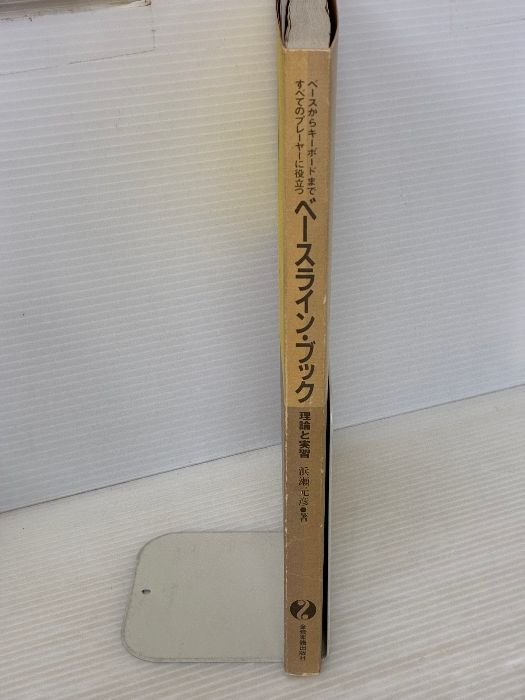 ベースからキーボードまで
すべてのプレーヤーに役立つ
ベースライン・ブック
理論と実習
浜瀬元彦●著